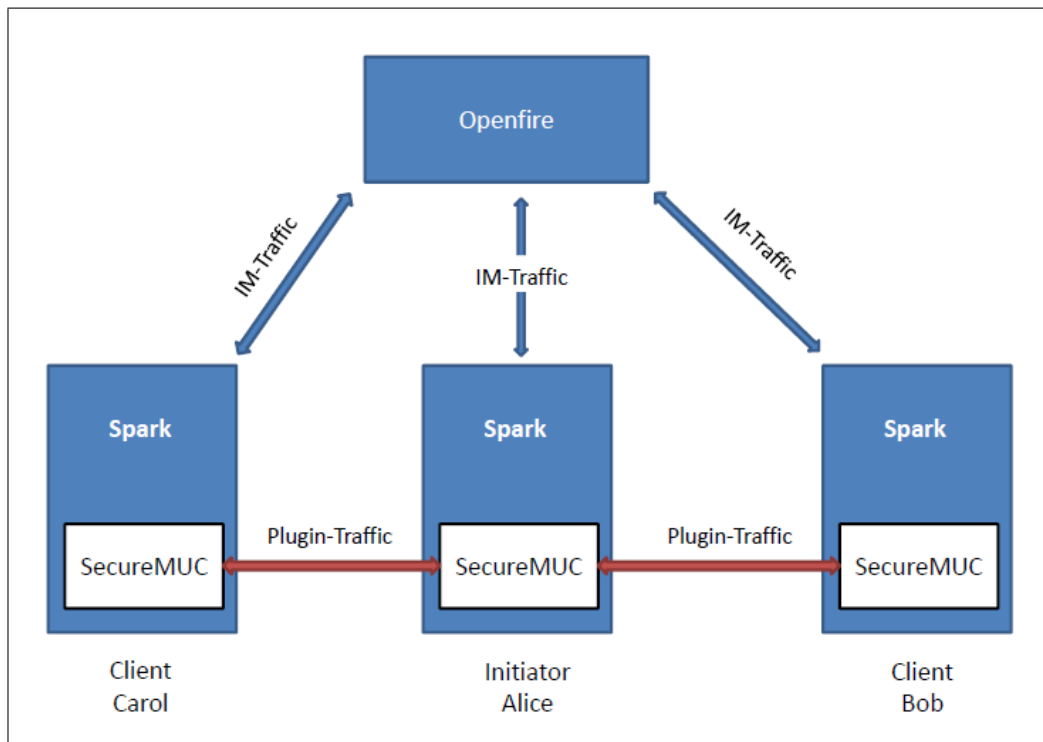 Openfire
IM-Traffic
IM-Traffic
IM-Traffic
Spark
Spark
Spark
Plugin-Traffic
Plugin-Traffic
SecureMUC
SecureMUC
SecureMUC
Client
Carol
Initiator
Alice
Client
Bob